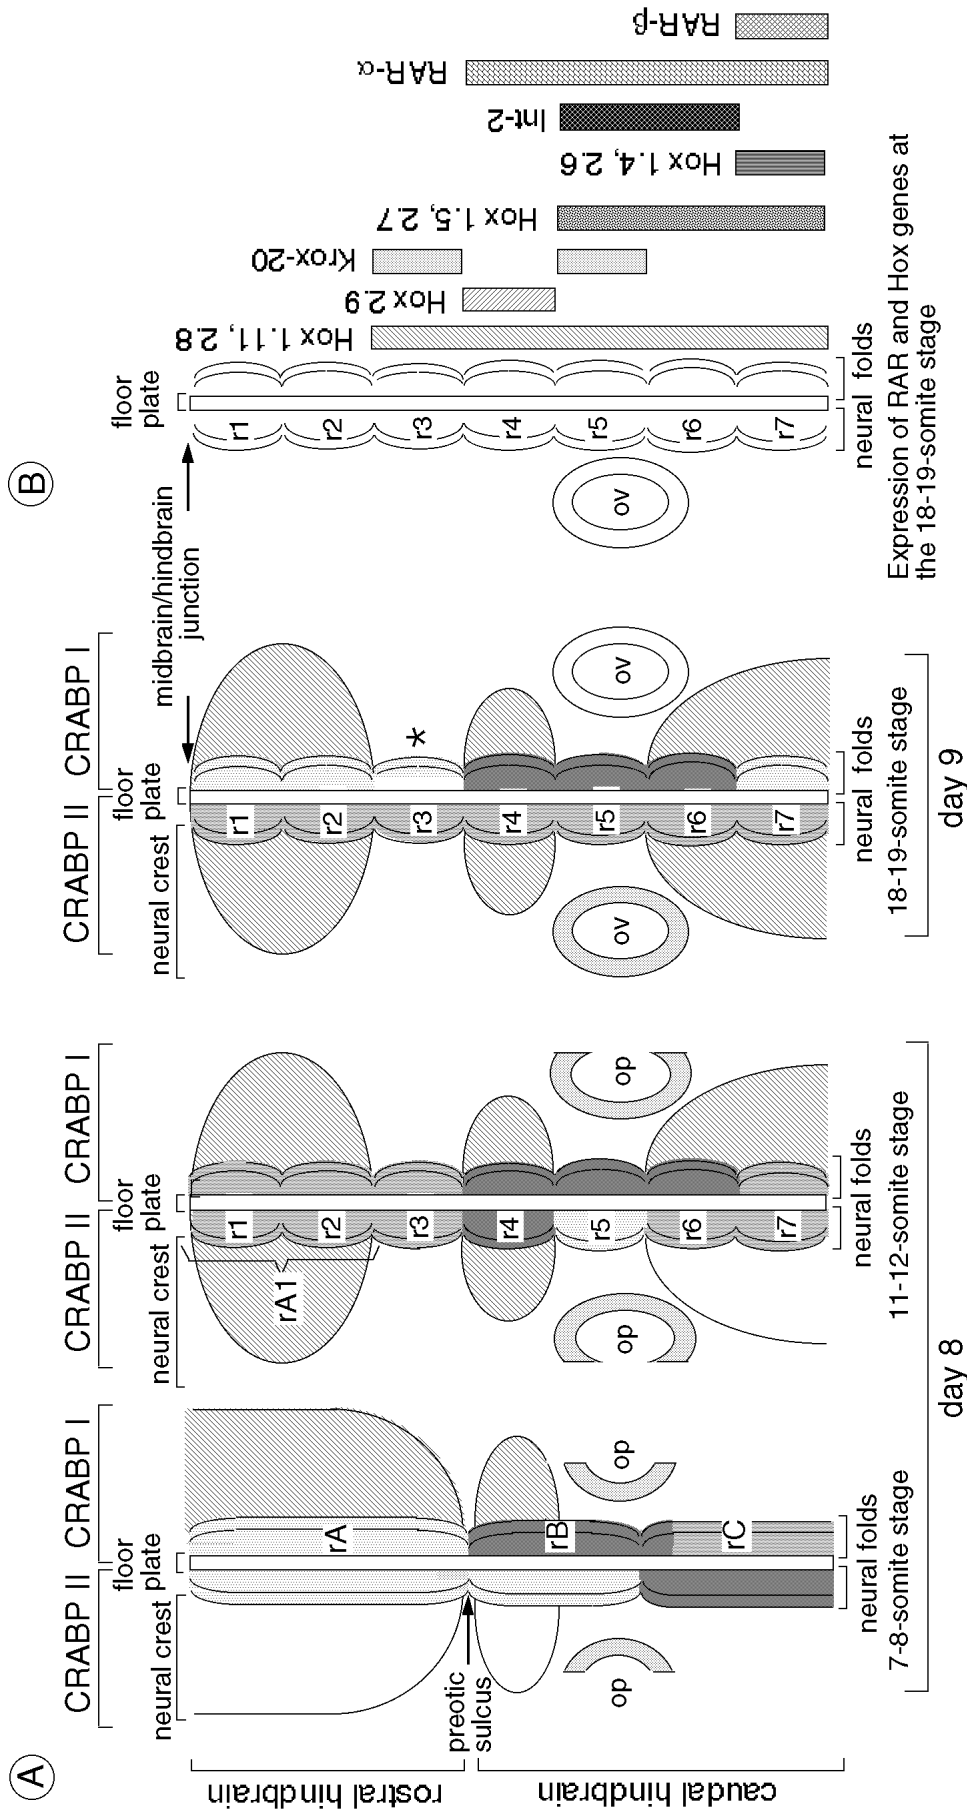 A
rostral hindbrain
caudal hindbrain
CRABP II
CRABP I
neural crest
floor
plate
preotic
sulcus
rA
rB
rC
op
op
neural folds
7-8-somite stage
CRABP II
CRABP I
neural crest
floor
plate
rA1
r1
r2
r3
r4
r5
r6
r7
op
op
neural folds
11-12-somite stage
day 8
CRABP II
CRABP I
neural crest
floor
plate
r1
r2
r3
r4
r5
r6
r7
*
ov
ov
neural folds
18-19-somite stage
day 9
midbrain/hindbrain
junction
B
floor
plate
r1
r2
r3
r4
r5
r6
r7
ov
neural folds
Hox 1.11, 2.8
Hox 2.9
Krox-20
Hox 1.5, 2.7
Hox 1.4, 2.6
Int-2
RAR-α
RAR-β
Expression of RAR and Hox genes at
the 18-19-somite stage